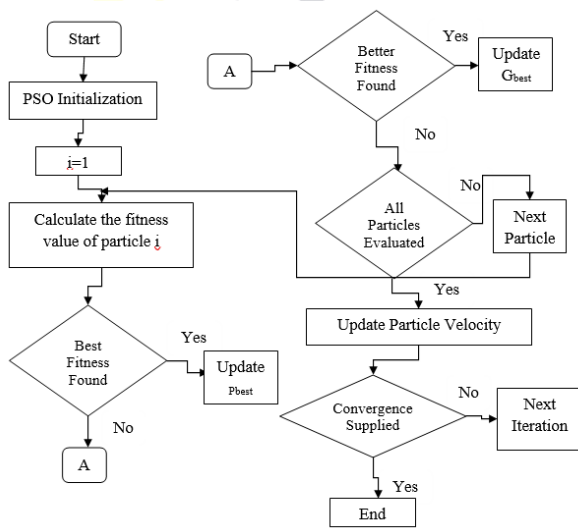 Start
PSO Initialization
i=1
Calculate the fitness
value of particle i
Best
Fitness
Found
Yes
Update
Pbest
No
A
A
Better
Fitness
Found
Yes
Update
Gbest
No
All
Particles
Evaluated
No
Next
Particle
Yes
Update Particle Velocity
Convergence
Supplied
No
Next
Iteration
Yes
End